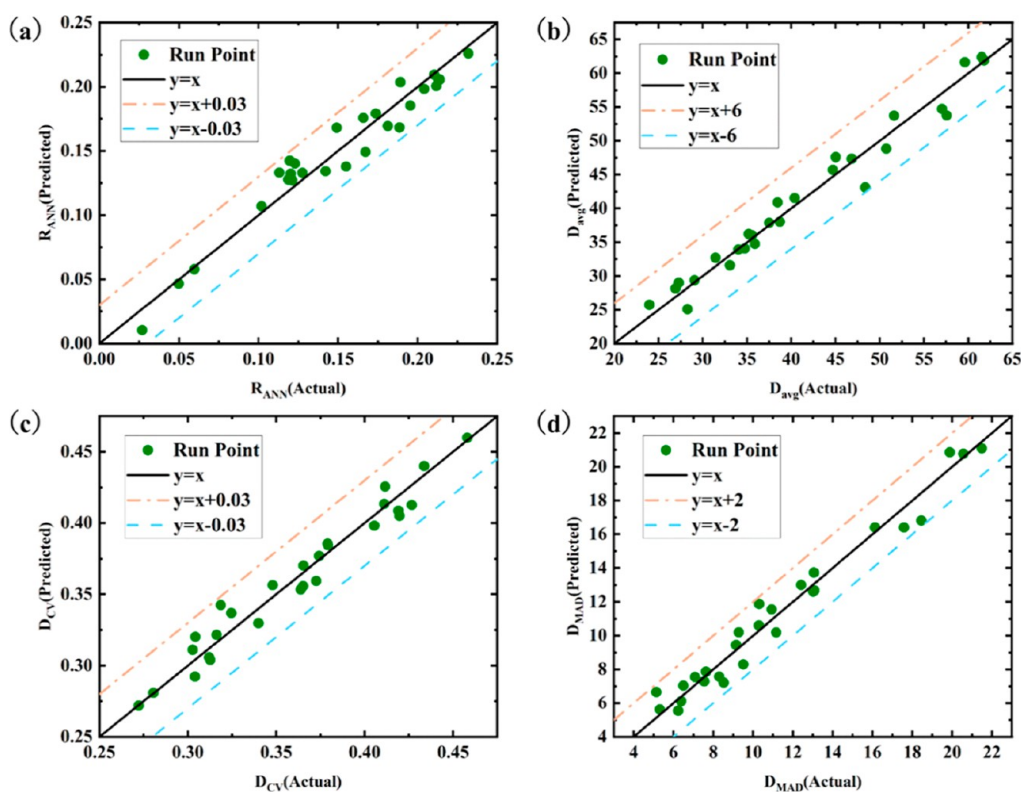 (a)
Run Point
y=x
y=x+0.03
y=x-0.03
R_ANN(Predicted)
0.25
0.20
0.15
0.10
0.05
0.00
0.00 0.05 0.10 0.15 0.20 0.25
R_ANN(Actual)
(b)
Run Point
y=x
y=x+6
y=x-6
D_avg(Predicted)
65
60
55
50
45
40
35
30
25
20
20 25 30 35 40 45 50 55 60 65
D_avg(Actual)
(c)
Run Point
y=x
y=x+0.03
y=x-0.03
D_CV(Predicted)
0.45
0.40
0.35
0.30
0.25
0.25 0.30 0.35 0.40 0.45
D_CV(Actual)
(d)
Run Point
y=x
y=x+2
y=x-2
D_MAD(Predicted)
22
20
18
16
14
12
10
8
6
4
4 6 8 10 12 14 16 18 20 22
D_MAD(Actual)